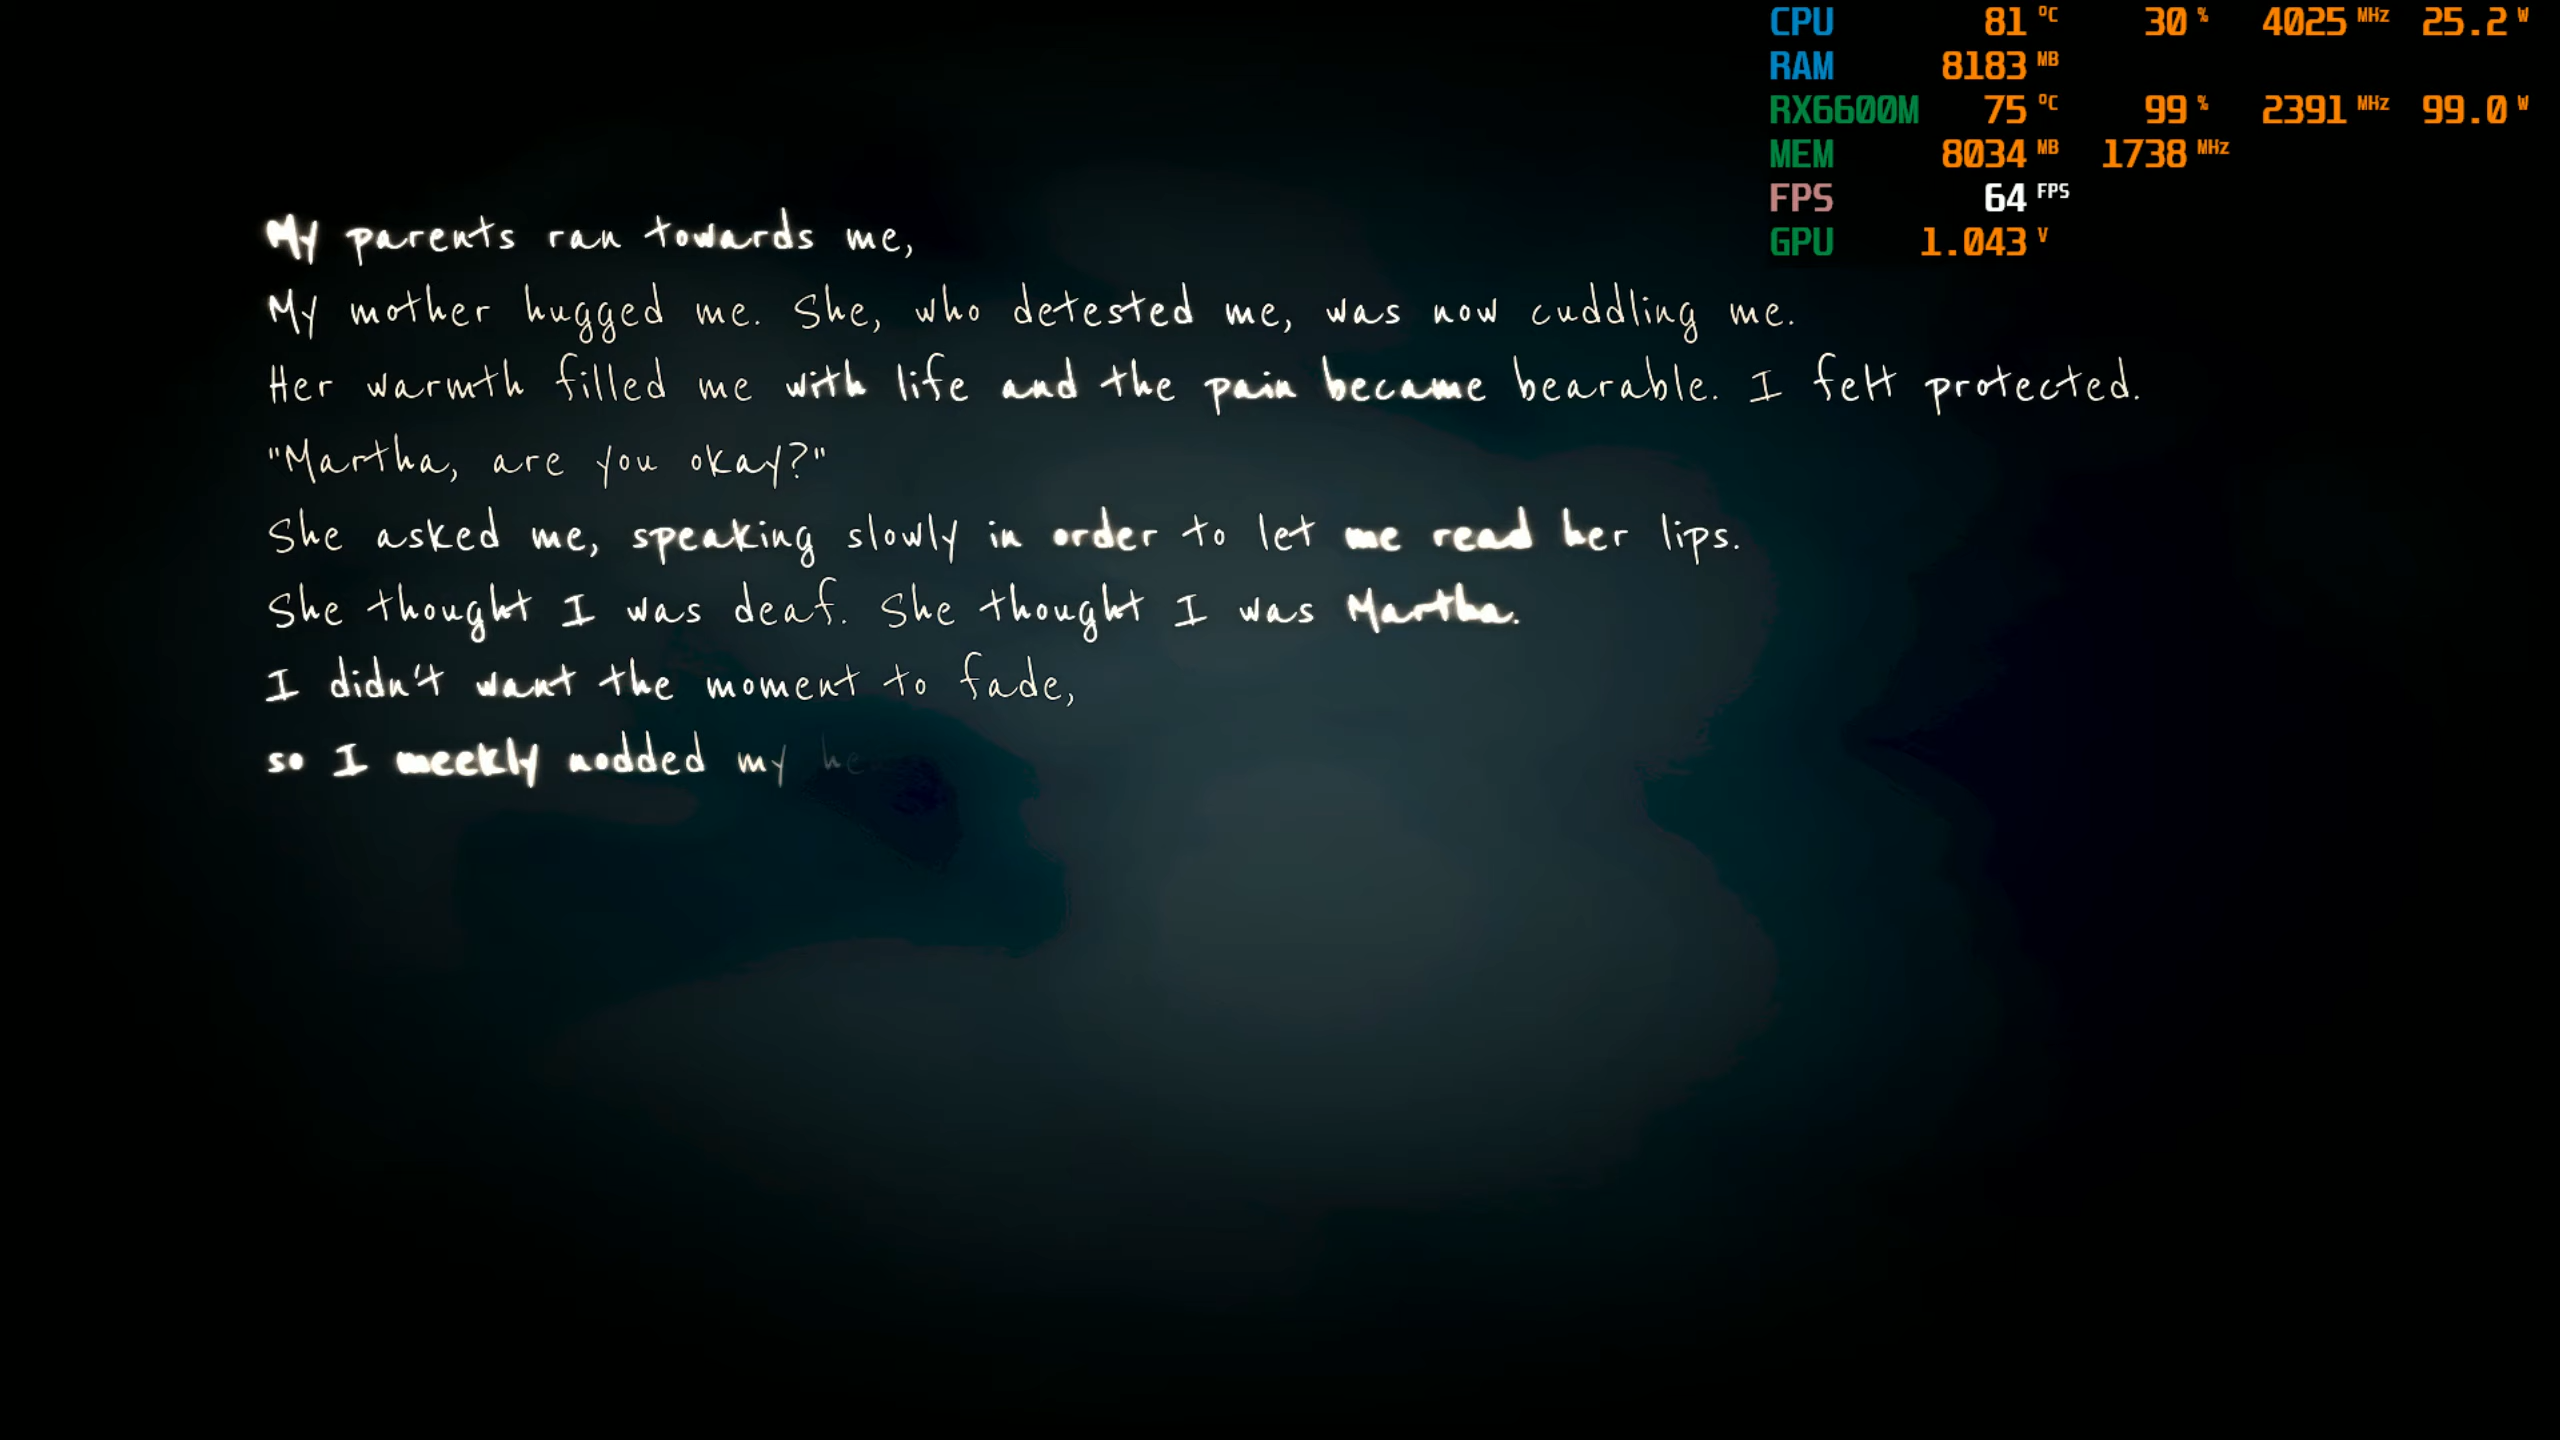 CPU 81 °C 30 % 4025 MHz 25.2 W
RAM 8183 MB
RX6600M 75 °C 99 % 2391 MHz 99.0 W
MEM 8034 MB 1738 MHz
FPS 64 FPS
GPU 1.043 V
My parents ran towards me,
My mother hugged me. She, who detested me, was now cuddling me.
Her warmth filled me with life and the pain became bearable. I felt protected.
"Martha, are you okay?"
She asked me, speaking slowly in order to let me read her lips.
She thought I was deaf. She thought I was Martha.
I didn't want the moment to fade,
so I meekly nodded my he